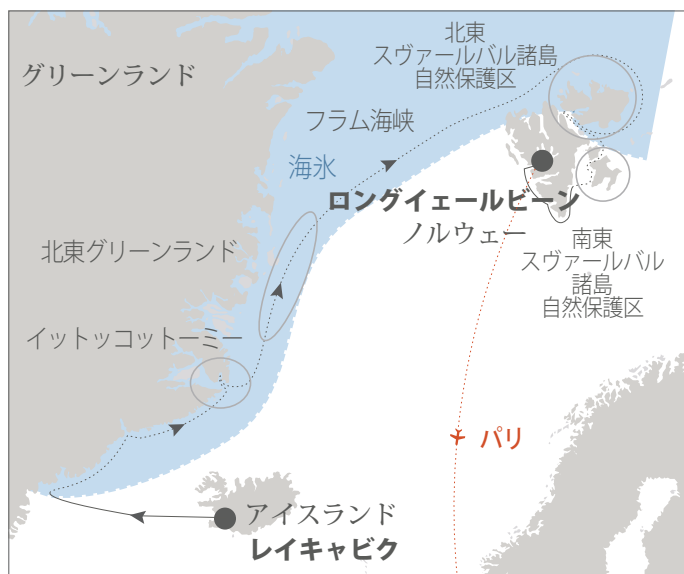 北東
スヴァールバル諸島
自然保護区
グリーンランド
フラム海峡
海氷
ロングイェールビーン
ノルウェー
北東グリーンランド
南東
スヴァールバル
諸島
自然保護区
イットッコットーミー
パリ
アイスランド
レイキャビク